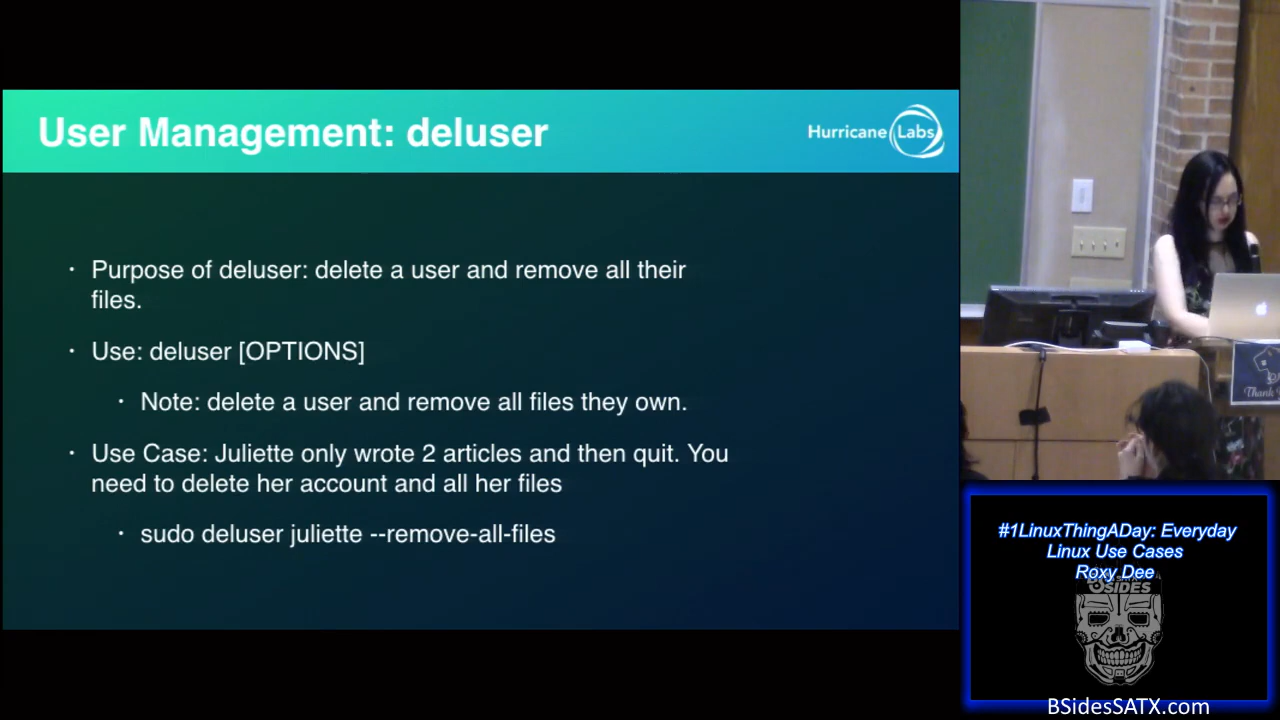 User Management: deluser
Hurricane Labs
· Purpose of deluser: delete a user and remove all their
files.
· Use: deluser [OPTIONS]
· Note: delete a user and remove all files they own.
· Use Case: Juliette only wrote 2 articles and then quit. You
need to delete her account and all her files
· sudo deluser juliette --remove-all-files
Thank
#1LinuxThingADay: Everyday
Linux Use Cases
Roxy Dee
BSIDES
BSidesSATX.com